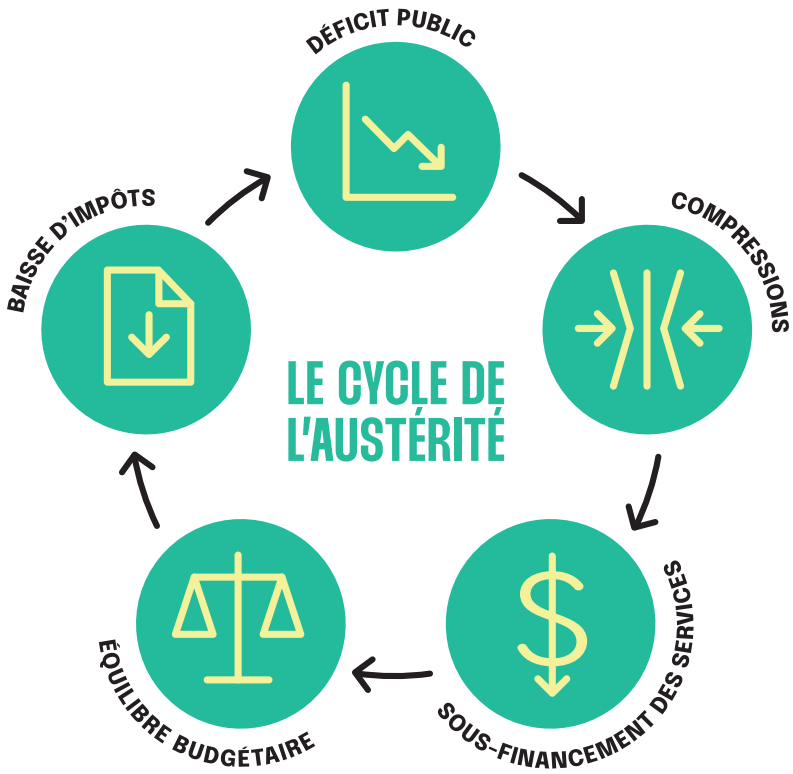 DÉFICIT PUBLIC
COMPRESSIONS
SOUS-FINANCEMENT DES SERVICES
ÉQUILIBRE BUDGÉTAIRE
BAISSE D'IMPÔTS
LE CYCLE DE
L'AUSTÉRITÉ